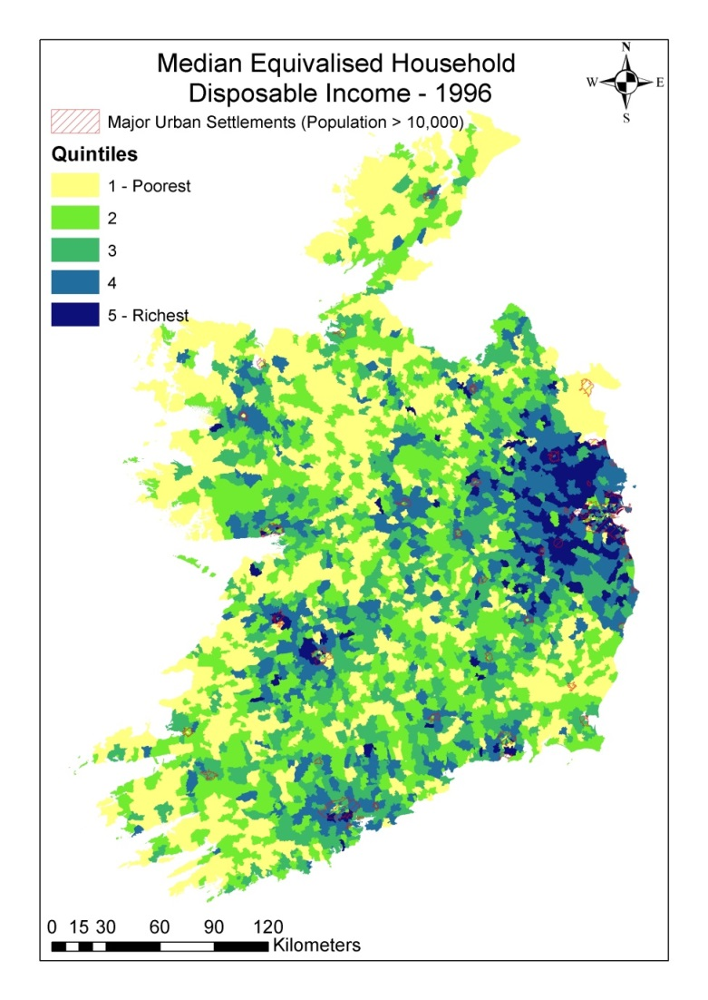 Median Equivalised Household
Disposable Income - 1996
N
W E
S
Major Urban Settlements (Population > 10,000)
Quintiles
1 - Poorest
2
3
4
5 - Richest
0 15 30 60 90 120
Kilometers